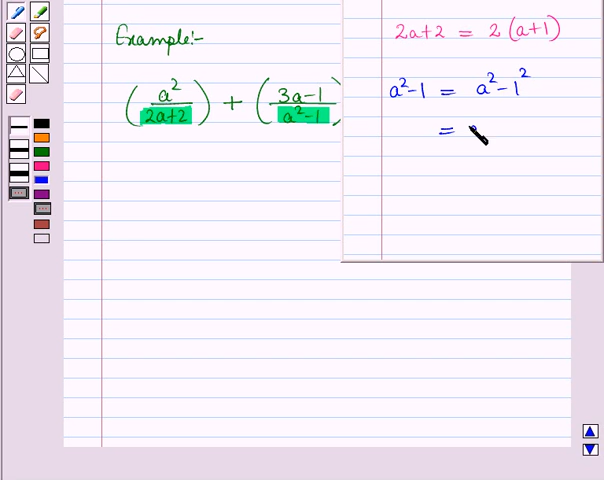 Example:-
(a²/2a+2) + (3a-1/a²-1)
2a+2 = 2(a+1)
a²-1 = a²-1²
=